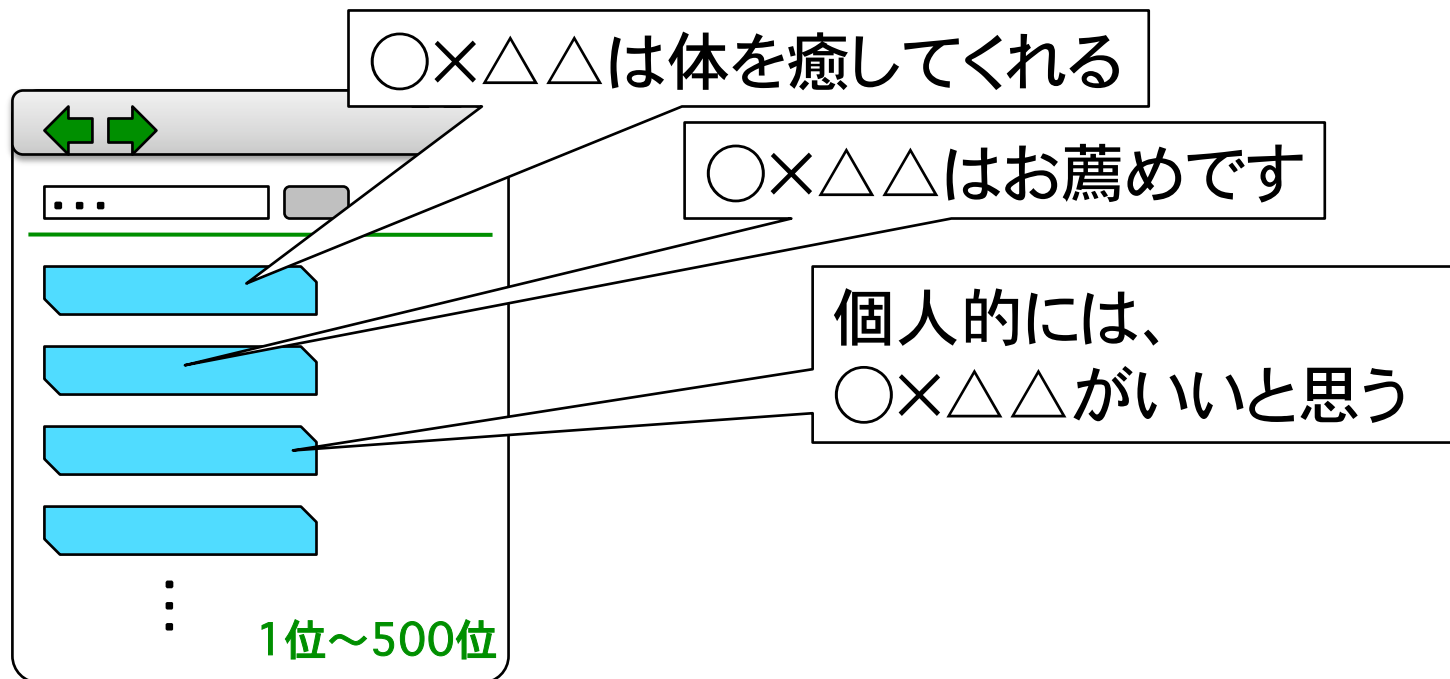 ○×△△は体を癒してくれる
○×△△はお薦めです
...
個人的には、
○×△△がいいと思う
1位～500位